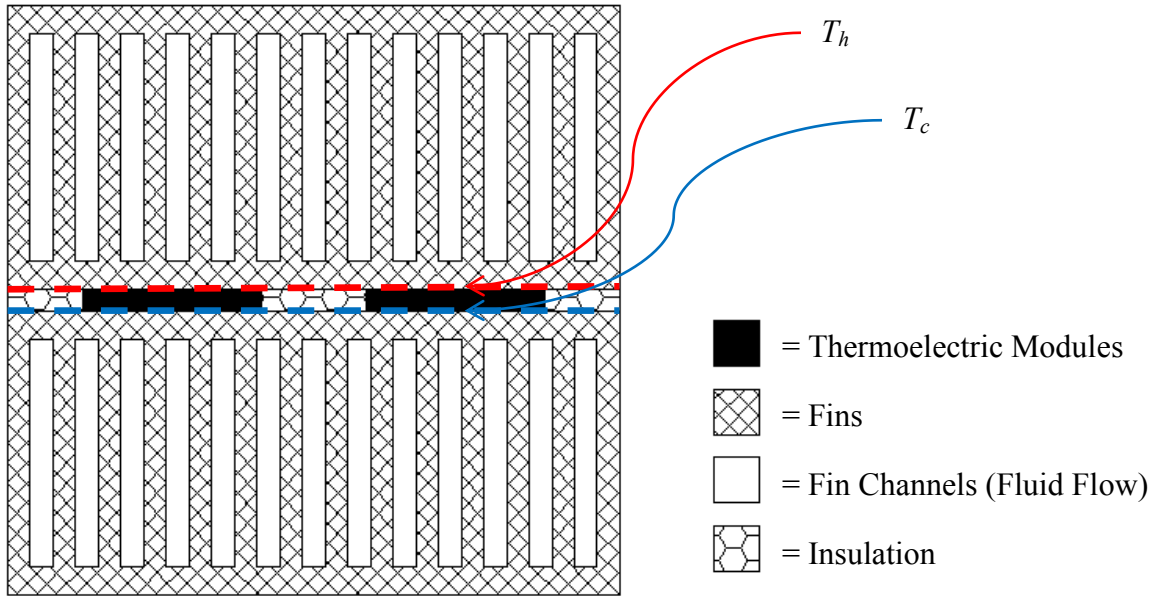 T_h
T_c
= Thermoelectric Modules
= Fins
= Fin Channels (Fluid Flow)
= Insulation